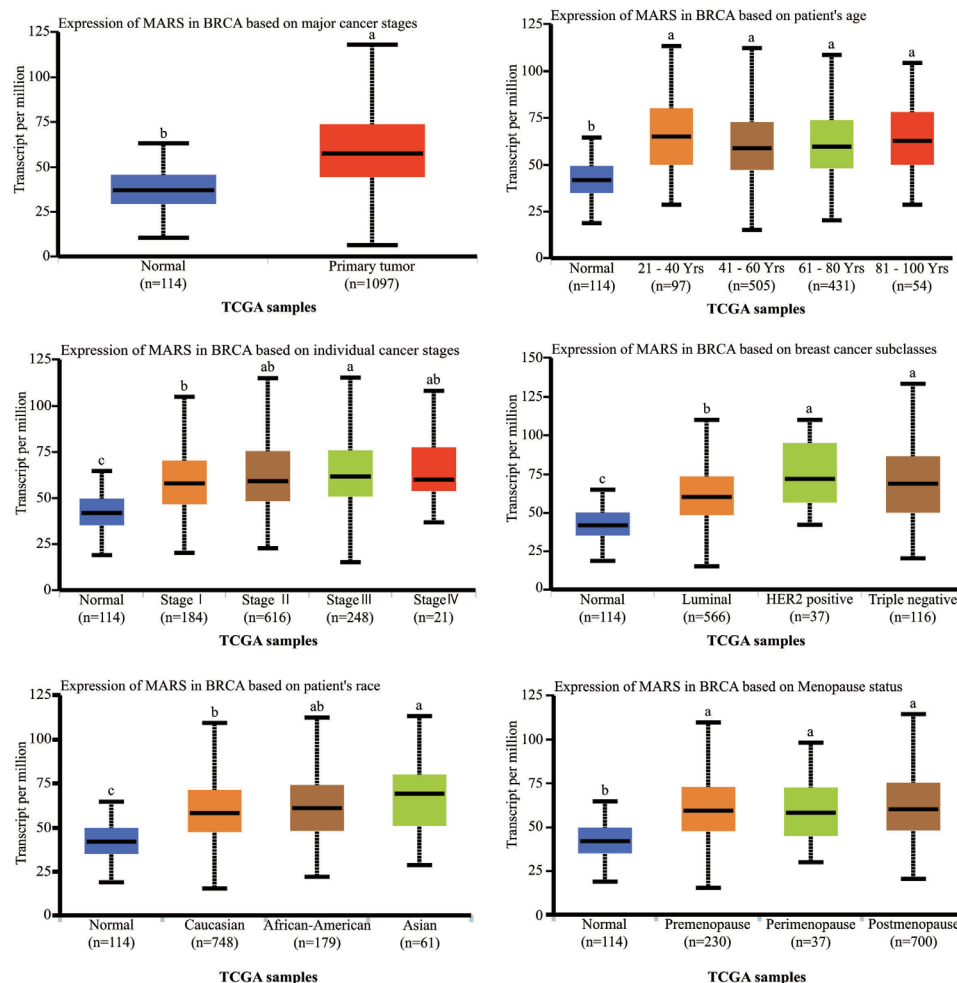 Expression of MARS in BRCA based on major cancer stages
Transcript per million
125
100
75
50
25
0
b
a
Normal
(n=114)
Primary tumor
(n=1097)
TCGA samples
Expression of MARS in BRCA based on patient's age
Transcript per million
125
100
75
50
25
0
b
a
a
a
a
Normal
(n=114)
21 - 40 Yrs
(n=97)
41 - 60 Yrs
(n=505)
61 - 80 Yrs
(n=431)
81 - 100 Yrs
(n=54)
TCGA samples
Expression of MARS in BRCA based on individual cancer stages
Transcript per million
125
100
75
50
25
0
c
b
ab
a
ab
Normal
(n=114)
Stage Ⅰ
(n=184)
Stage Ⅱ
(n=616)
StageⅢ
(n=248)
StageⅣ
(n=21)
TCGA samples
Expression of MARS in BRCA based on breast cancer subclasses
Transcript per million
150
125
100
75
50
25
0
c
b
a
a
Normal
(n=114)
Luminal
(n=566)
HER2 positive
(n=37)
Triple negative
(n=116)
TCGA samples
Expression of MARS in BRCA based on patient's race
Transcript per million
125
100
75
50
25
0
c
b
ab
a
Normal
(n=114)
Caucasian
(n=748)
African-American
(n=179)
Asian
(n=61)
TCGA samples
Expression of MARS in BRCA based on Menopause status
Transcript per million
125
100
75
50
25
0
b
a
a
a
Normal
(n=114)
Premenopause
(n=230)
Perimenopause
(n=37)
Postmenopause
(n=700)
TCGA samples